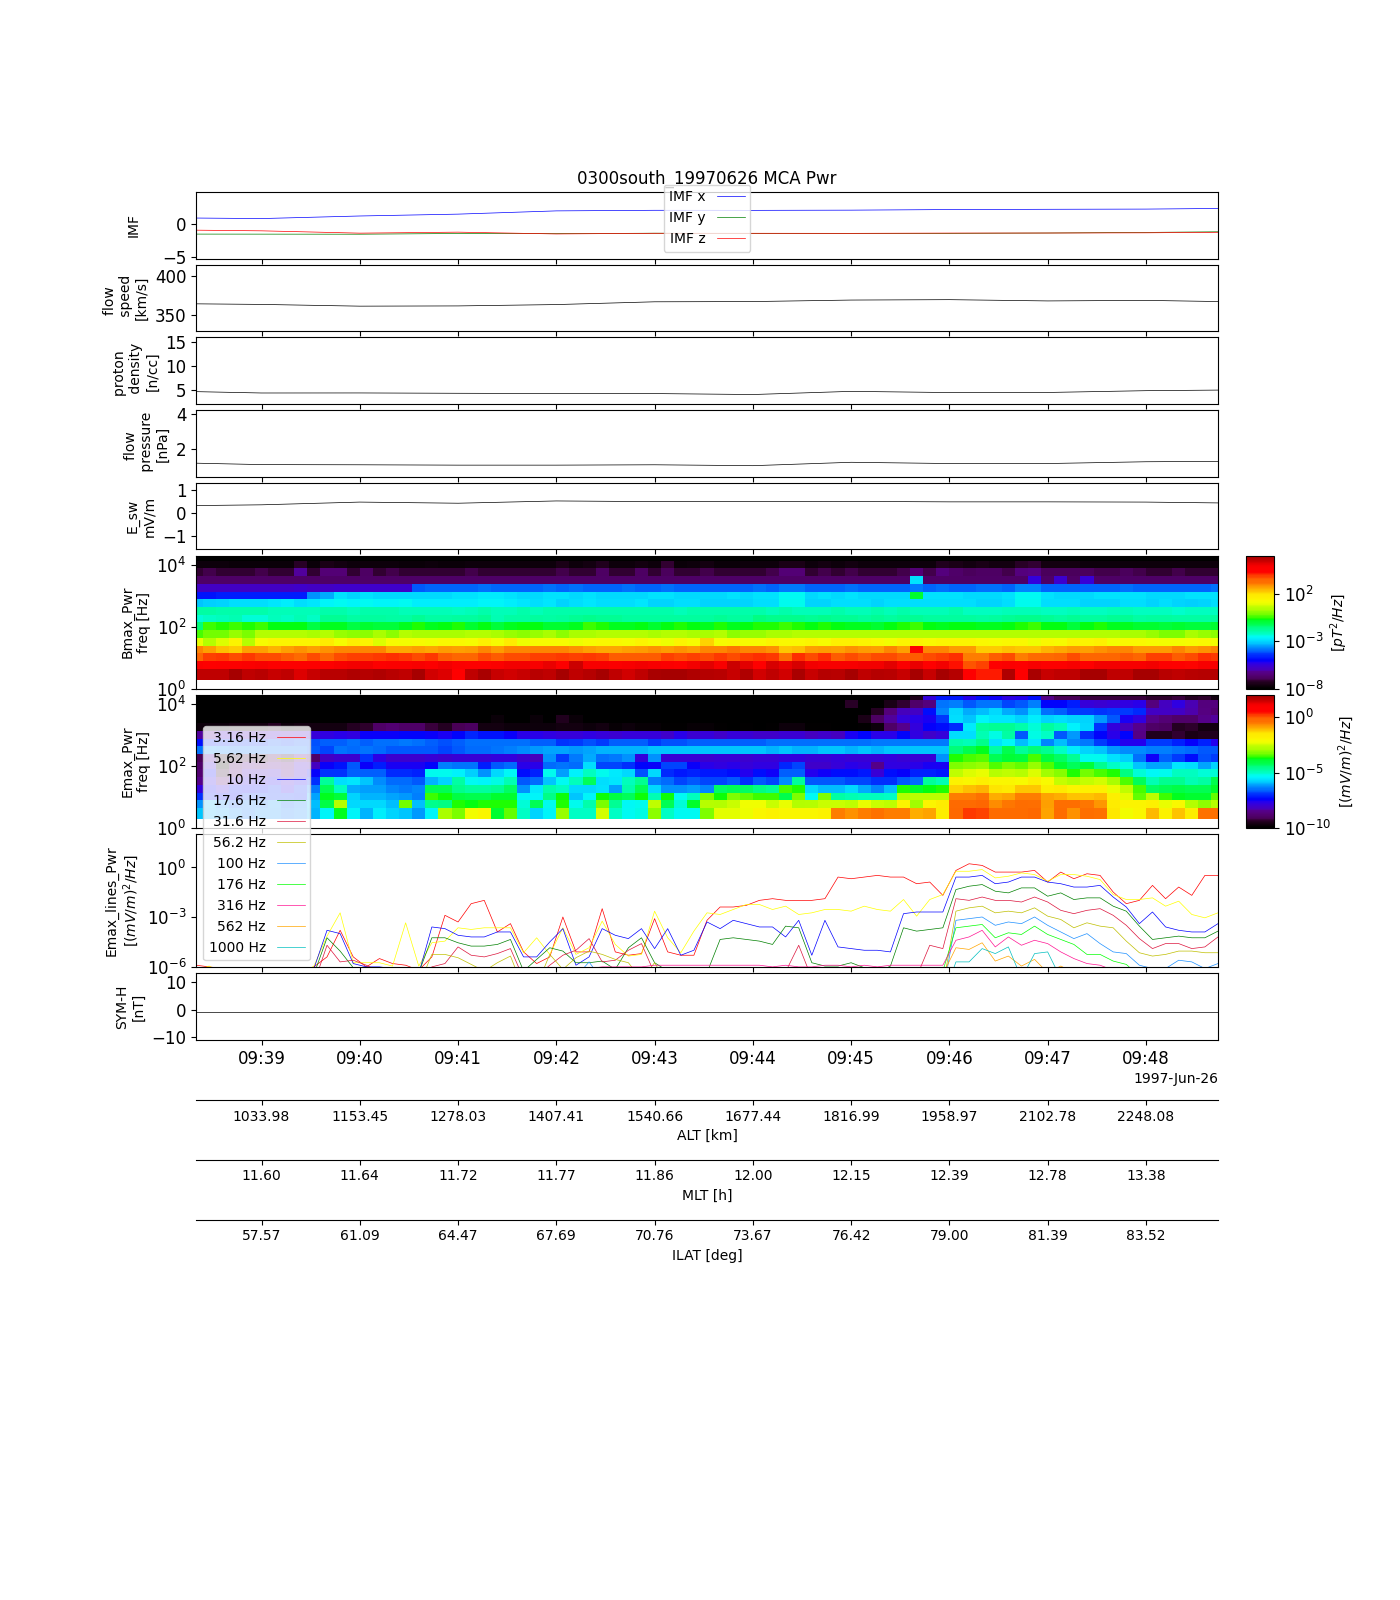 0300south_19970626 MCA Pwr
IMF
0
−5
IMF x
IMF y
IMF z
flow
speed
[km/s]
400
350
proton
density
[n/cc]
15
10
5
flow
pressure
[nPa]
4
2
E_sw
mV/m
1
0
−1
Bmax_Pwr
freq [Hz]
10^4
10^2
10^0
10^2
10^−3
10^−8
[pT^2/Hz]
Emax_Pwr
freq [Hz]
10^4
10^2
10^0
10^0
10^−5
10^−10
[(mV/m)^2/Hz]
3.16 Hz
5.62 Hz
10 Hz
17.6 Hz
31.6 Hz
56.2 Hz
100 Hz
176 Hz
316 Hz
562 Hz
1000 Hz
Emax_lines_Pwr
[(mV/m)^2/Hz]
10^0
10^−3
10^−6
SYM-H
[nT]
10
0
−10
09:39 09:40 09:41 09:42 09:43 09:44 09:45 09:46 09:47 09:48
1997-Jun-26
1033.98 1153.45 1278.03 1407.41 1540.66 1677.44 1816.99 1958.97 2102.78 2248.08
ALT [km]
11.60 11.64 11.72 11.77 11.86 12.00 12.15 12.39 12.78 13.38
MLT [h]
57.57 61.09 64.47 67.69 70.76 73.67 76.42 79.00 81.39 83.52
ILAT [deg]